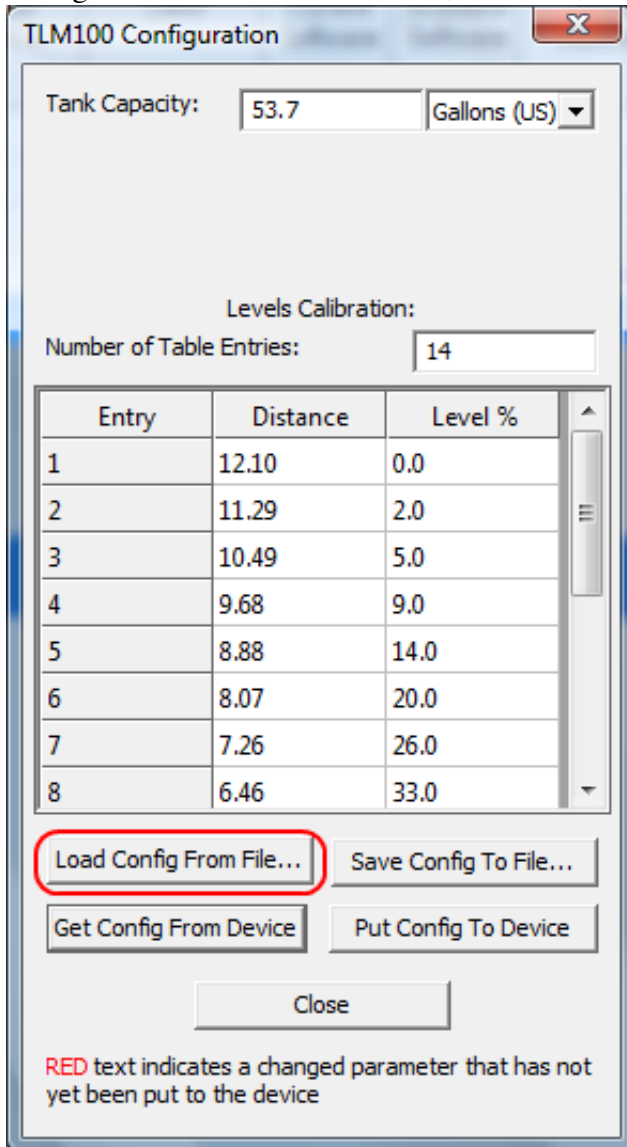 TLM100 Configuration
Tank Capacity: 53.7 Gallons (US)
Levels Calibration:
Number of Table Entries: 14
Entry Distance Level %
1 12.10 0.0
2 11.29 2.0
3 10.49 5.0
4 9.68 9.0
5 8.88 14.0
6 8.07 20.0
7 7.26 26.0
8 6.46 33.0
Load Config From File... Save Config To File...
Get Config From Device Put Config To Device
Close
RED text indicates a changed parameter that has not
yet been put to the device